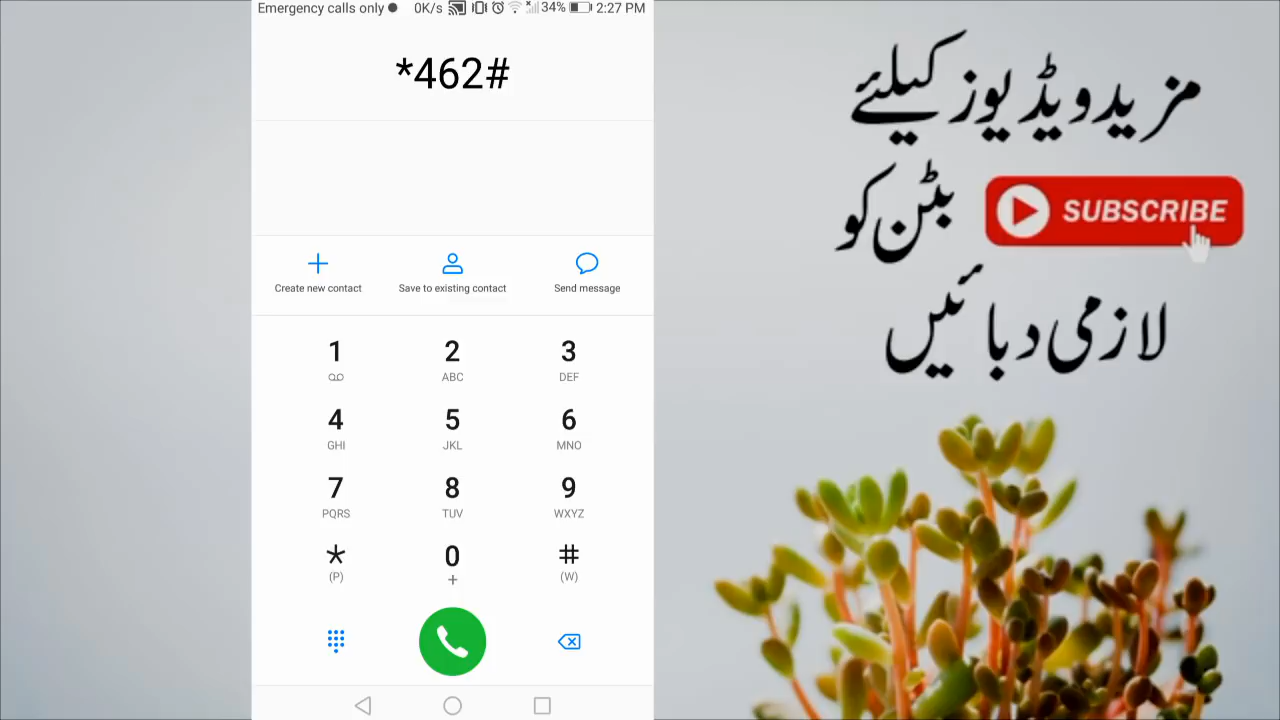 Emergency calls only 0K/s 34% 2:27 PM
*462#
Create new contact Save to existing contact Send message
1 2 3
ABC DEF
4 5 6
GHI JKL MNO
7 8 9
PQRS TUV WXYZ
* 0 #
(P) + (W)
مزید ویڈیوز کیلئے
SUBSCRIBE بٹن کو
لازمی دبائیں